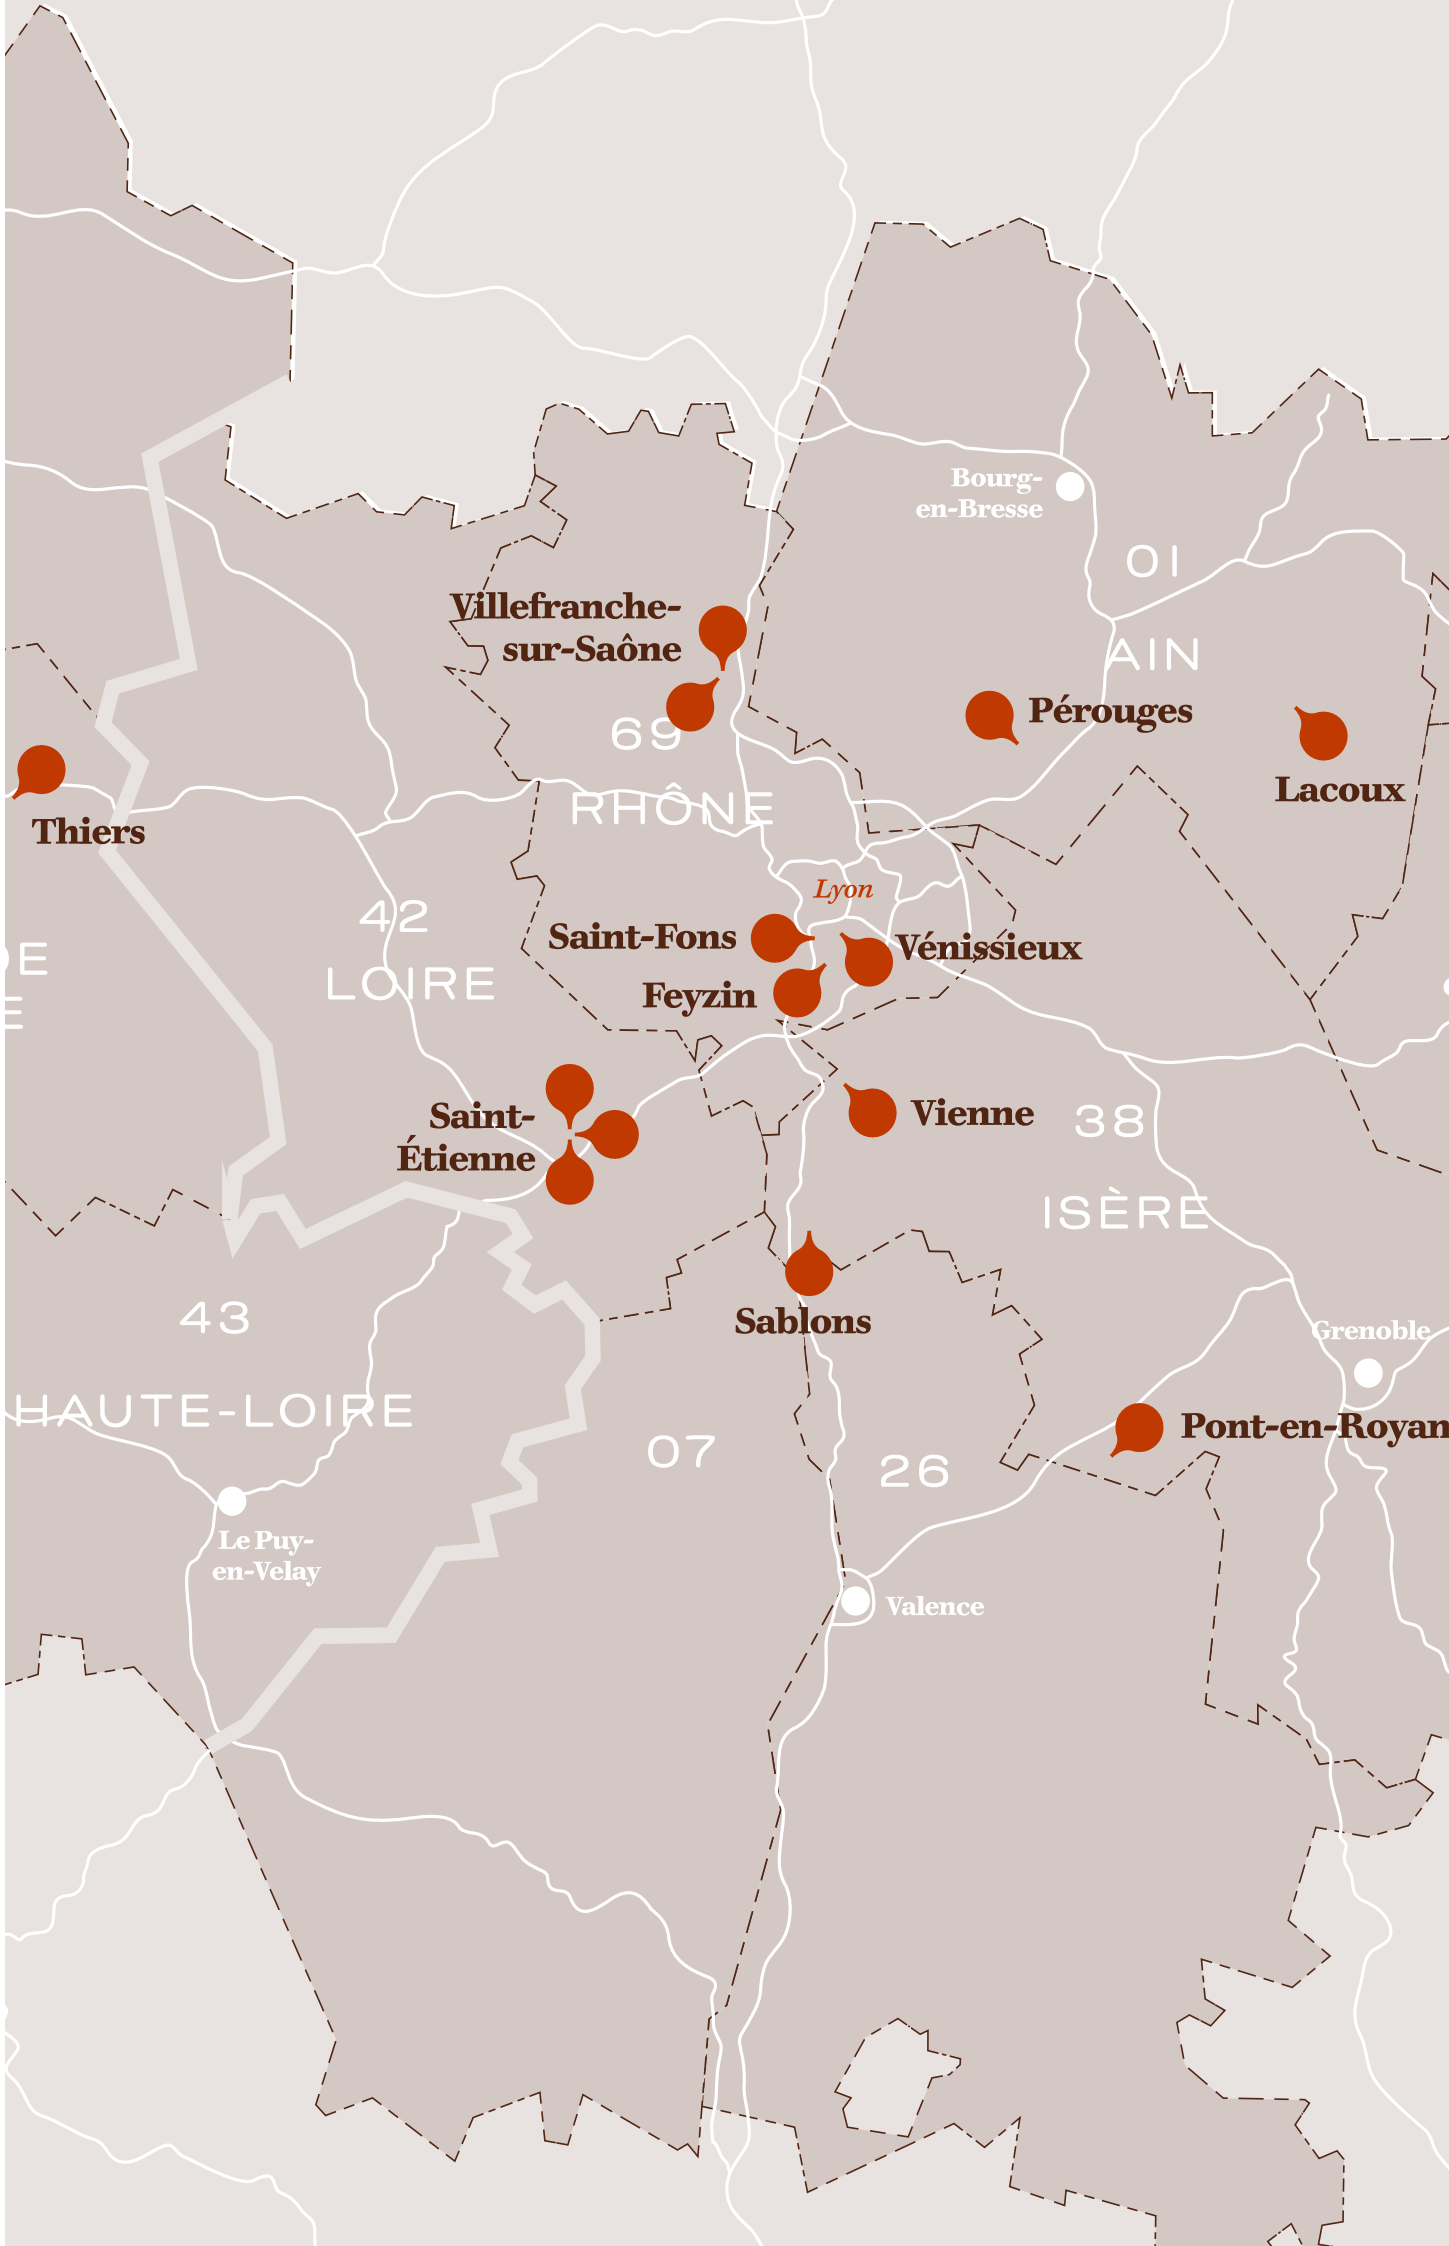 Bourg-
en-Bresse
01
AIN
Villefranche-
sur-Saône
69
RHÔNE
Pérouges
Lacoux
Thiers
Lyon
42
LOIRE
Saint-Fons
Vénissieux
Feyzin
DE
E
Saint-
Étienne
Vienne
38
ISÈRE
Sablons
43
HAUTE-LOIRE
Grenoble
Pont-en-Royan
07
26
Le Puy-
en-Velay
Valence